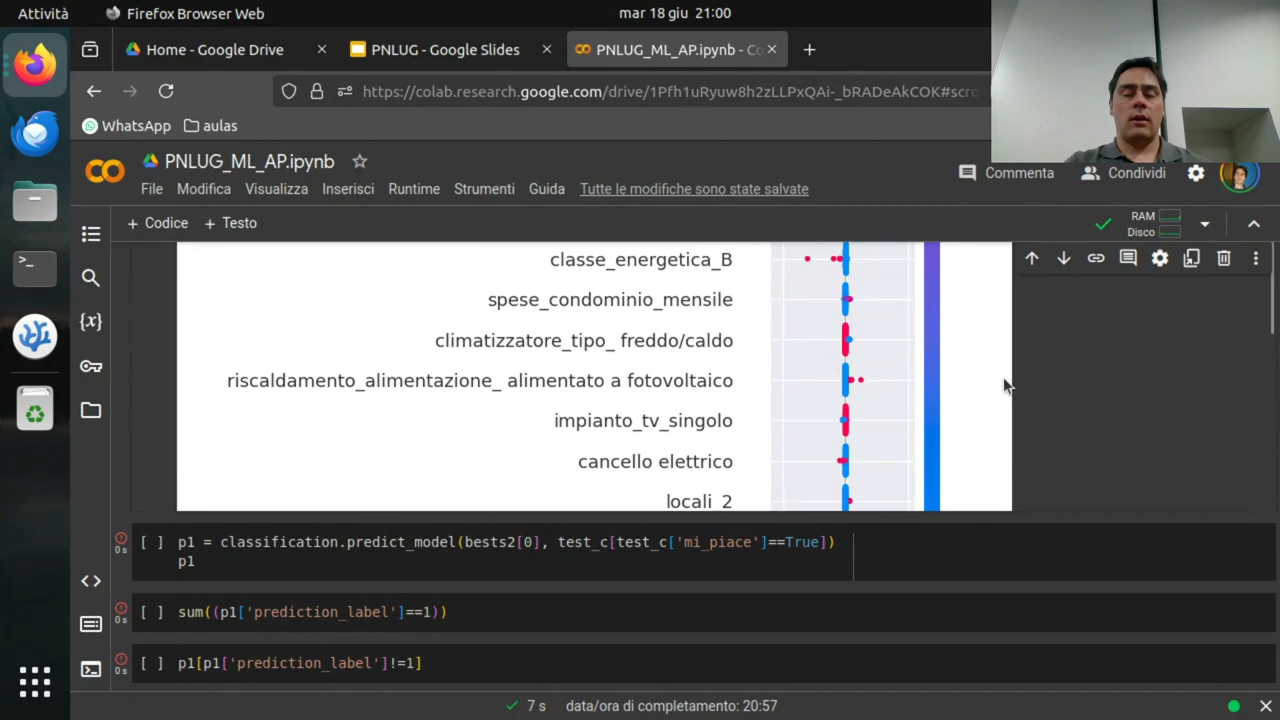 Attività
Firefox Browser Web
mar 18 giu 21:00
Home - Google Drive
PNLUG - Google Slides
PNLUG_ML_AP.ipynb - Co
https://colab.research.google.com/drive/1Pfh1uRyuw8h2zLLPxQAi-_bRADeAkCOK#scro
WhatsApp
aulas
PNLUG_ML_AP.ipynb
File Modifica Visualizza Inserisci Runtime Strumenti Guida Tutte le modifiche sono state salvate
Commenta
Condividi
+ Codice + Testo
RAM
Disco
classe_energetica_B
spese_condominio_mensile
climatizzatore_tipo_ freddo/caldo
riscaldamento_alimentazione_ alimentato a fotovoltaico
impianto_tv_singolo
cancello elettrico
locali_2
0 s
[ ] p1 = classification.predict_model(bests2[0], test_c[test_c['mi_piace']==True])
p1
0 s
[ ] sum((p1['prediction_label']==1))
0 s
[ ] p1[p1['prediction_label']!=1]
7 s data/ora di completamento: 20:57